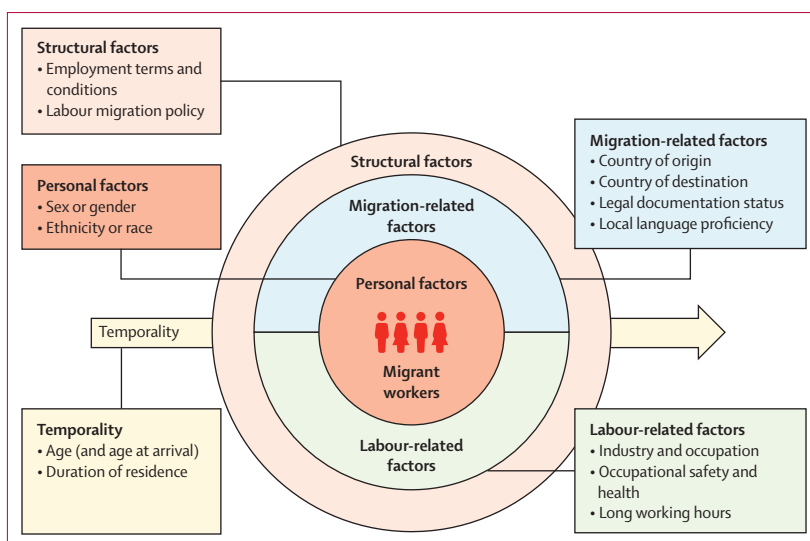 Structural factors
• Employment terms and
conditions
• Labour migration policy
Personal factors
• Sex or gender
• Ethnicity or race
Temporality
Temporality
• Age (and age at arrival)
• Duration of residence
Structural factors
Migration-related
factors
Personal factors
Migrant
workers
Labour-related
factors
Migration-related factors
• Country of origin
• Country of destination
• Legal documentation status
• Local language proficiency
Labour-related factors
• Industry and occupation
• Occupational safety and
health
• Long working hours